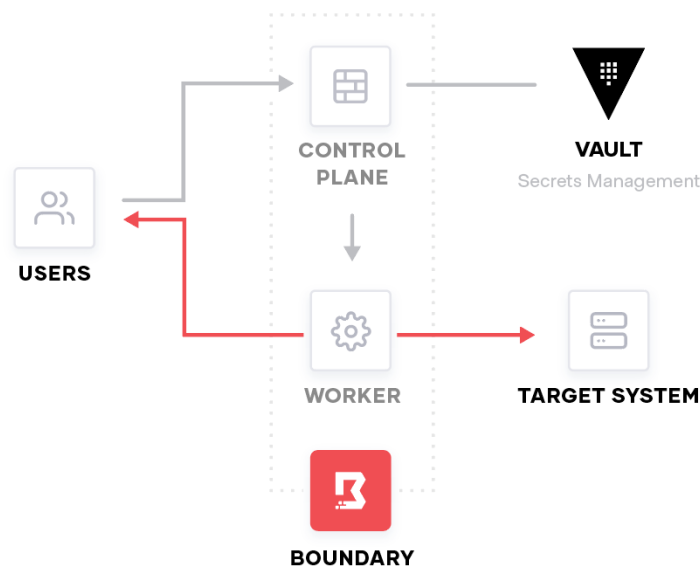 CONTROL
PLANE
VAULT
Secrets Management
USERS
WORKER
TARGET SYSTEM
BOUNDARY